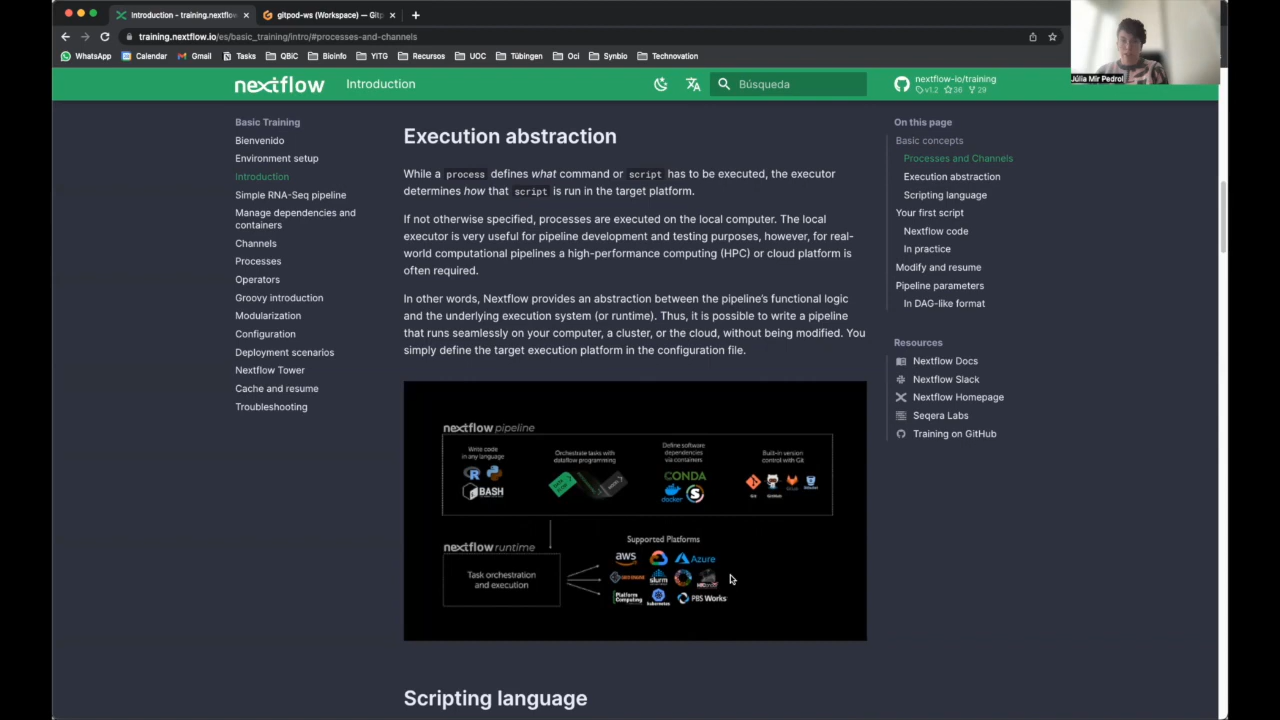 Introduction - training.nextflow
gitpod-ws (Workspace) — Gitp
training.nextflow.io/es/basic_training/intro/#processes-and-channels
WhatsApp
Calendar
Gmail
Tasks
QBiC
Bioinfo
YITG
Recursos
UOC
Tübingen
Oci
Synbio
Technovation
Júlia Mir Pedrol
nextflow
Introduction
Búsqueda
nextflow-io/training
v1.2 36 29
Basic Training
Bienvenido
Environment setup
Introduction
Simple RNA-Seq pipeline
Manage dependencies and
containers
Channels
Processes
Operators
Groovy introduction
Modularization
Configuration
Deployment scenarios
Nextflow Tower
Cache and resume
Troubleshooting
Execution abstraction
While a process defines what command or script has to be executed, the executor
determines how that script is run in the target platform.
If not otherwise specified, processes are executed on the local computer. The local
executor is very useful for pipeline development and testing purposes, however, for real-
world computational pipelines a high-performance computing (HPC) or cloud platform is
often required.
In other words, Nextflow provides an abstraction between the pipeline's functional logic
and the underlying execution system (or runtime). Thus, it is possible to write a pipeline
that runs seamlessly on your computer, a cluster, or the cloud, without being modified. You
simply define the target execution platform in the configuration file.
nextflow pipeline
Write code
in any language
R
BASH
Orchestrate tasks with
dataflow programming
Define software
dependencies
via containers
CONDA
docker
S
Built-in version
control with Git
nextflow runtime
Task orchestration
and execution
Supported Platforms
aws
Azure
slurm
Platform
Computing
kubernetes
PBS Works
Scripting language
On this page
Basic concepts
Processes and Channels
Execution abstraction
Scripting language
Your first script
Nextflow code
In practice
Modify and resume
Pipeline parameters
In DAG-like format
Resources
Nextflow Docs
Nextflow Slack
Nextflow Homepage
Seqera Labs
Training on GitHub